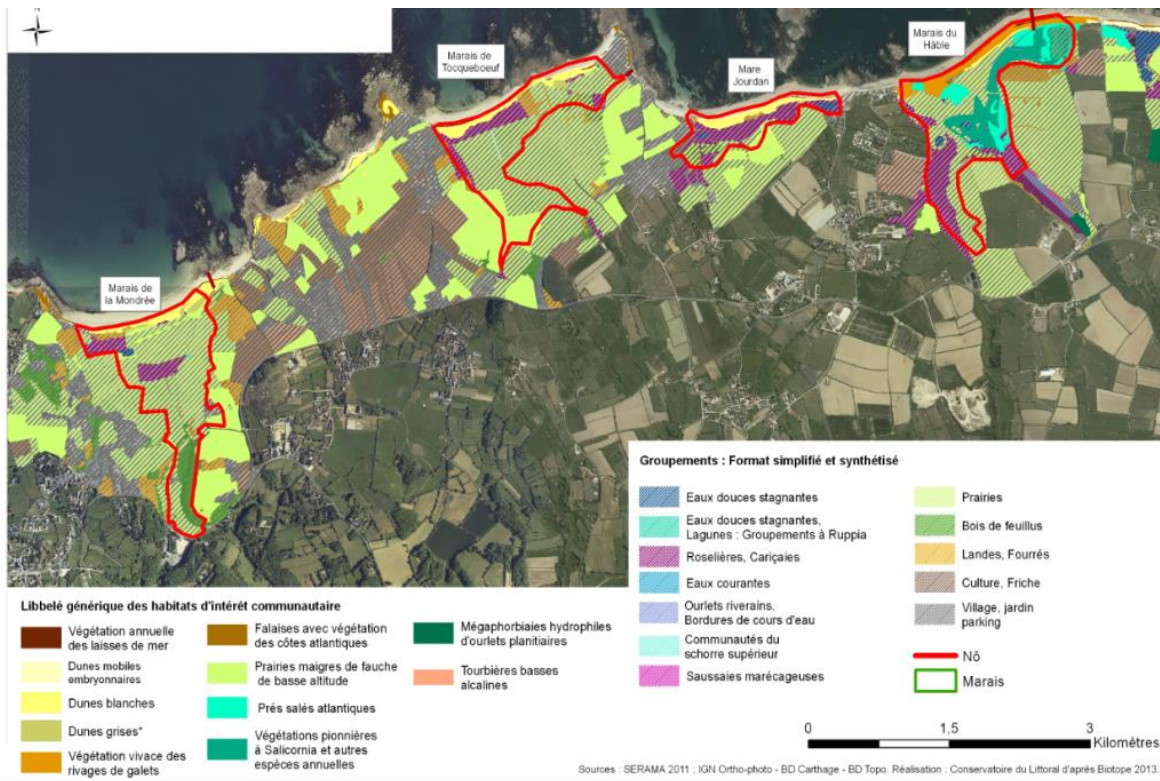 Marais de
Tocqueboeuf
Mare
Jourdan
Marais du
Hâble
Marais de
la Mondrée
Groupements : Format simplifié et synthétisé
Eaux douces stagnantes
Eaux douces stagnantes,
Lagunes : Groupements à Ruppia
Roselières, Cariçaies
Eaux courantes
Ourlets riverains,
Bordures de cours d'eau
Communautés du
schorre supérieur
Saussaies marécageuses
Prairies
Bois de feuillus
Landes, Fourrés
Culture, Friche
Village, jardin
parking
Nô
Marais
Libbelé générique des habitats d'intérêt communautaire
Végétation annuelle
des laisses de mer
Dunes mobiles
embryonnaires
Dunes blanches
Dunes grises*
Végétation vivace des
rivages de galets
Falaises avec végétation
des côtes atlantiques
Prairies maigres de fauche
de basse altitude
Prés salés atlantiques
Végétations pionnières
à Salicornia et autres
espèces annuelles
Mégaphorbiaies hydrophiles
d'ourlets planitiaires
Tourbières basses
alcalines
0 1,5 3
Kilomètres
Sources : SERAMA 2011 ; IGN Ortho-photo - BD Carthage - BD Topo. Réalisation : Conservatoire du Littoral d'après Biotope 2013.